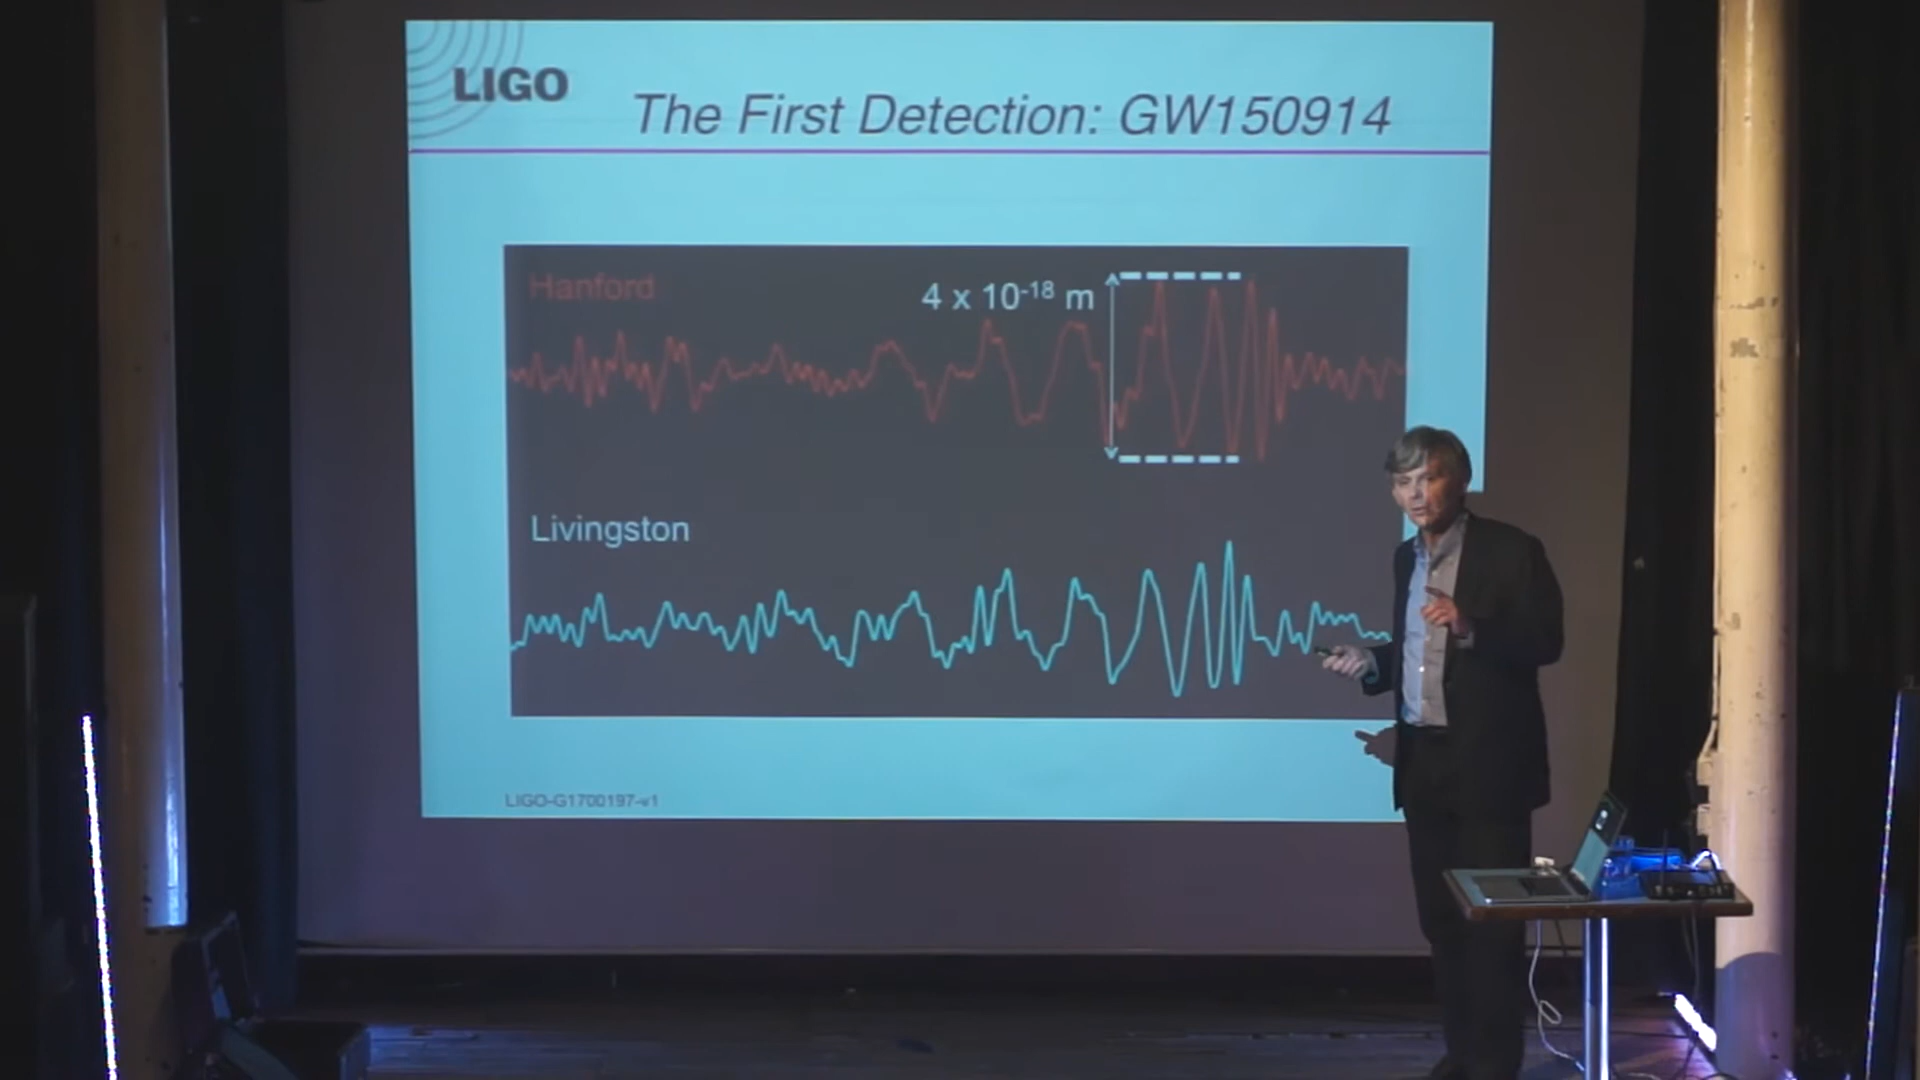 LIGO
The First Detection: GW150914
Hanford
4 x 10⁻¹⁸ m
Livingston
LIGO-G1700197-v1